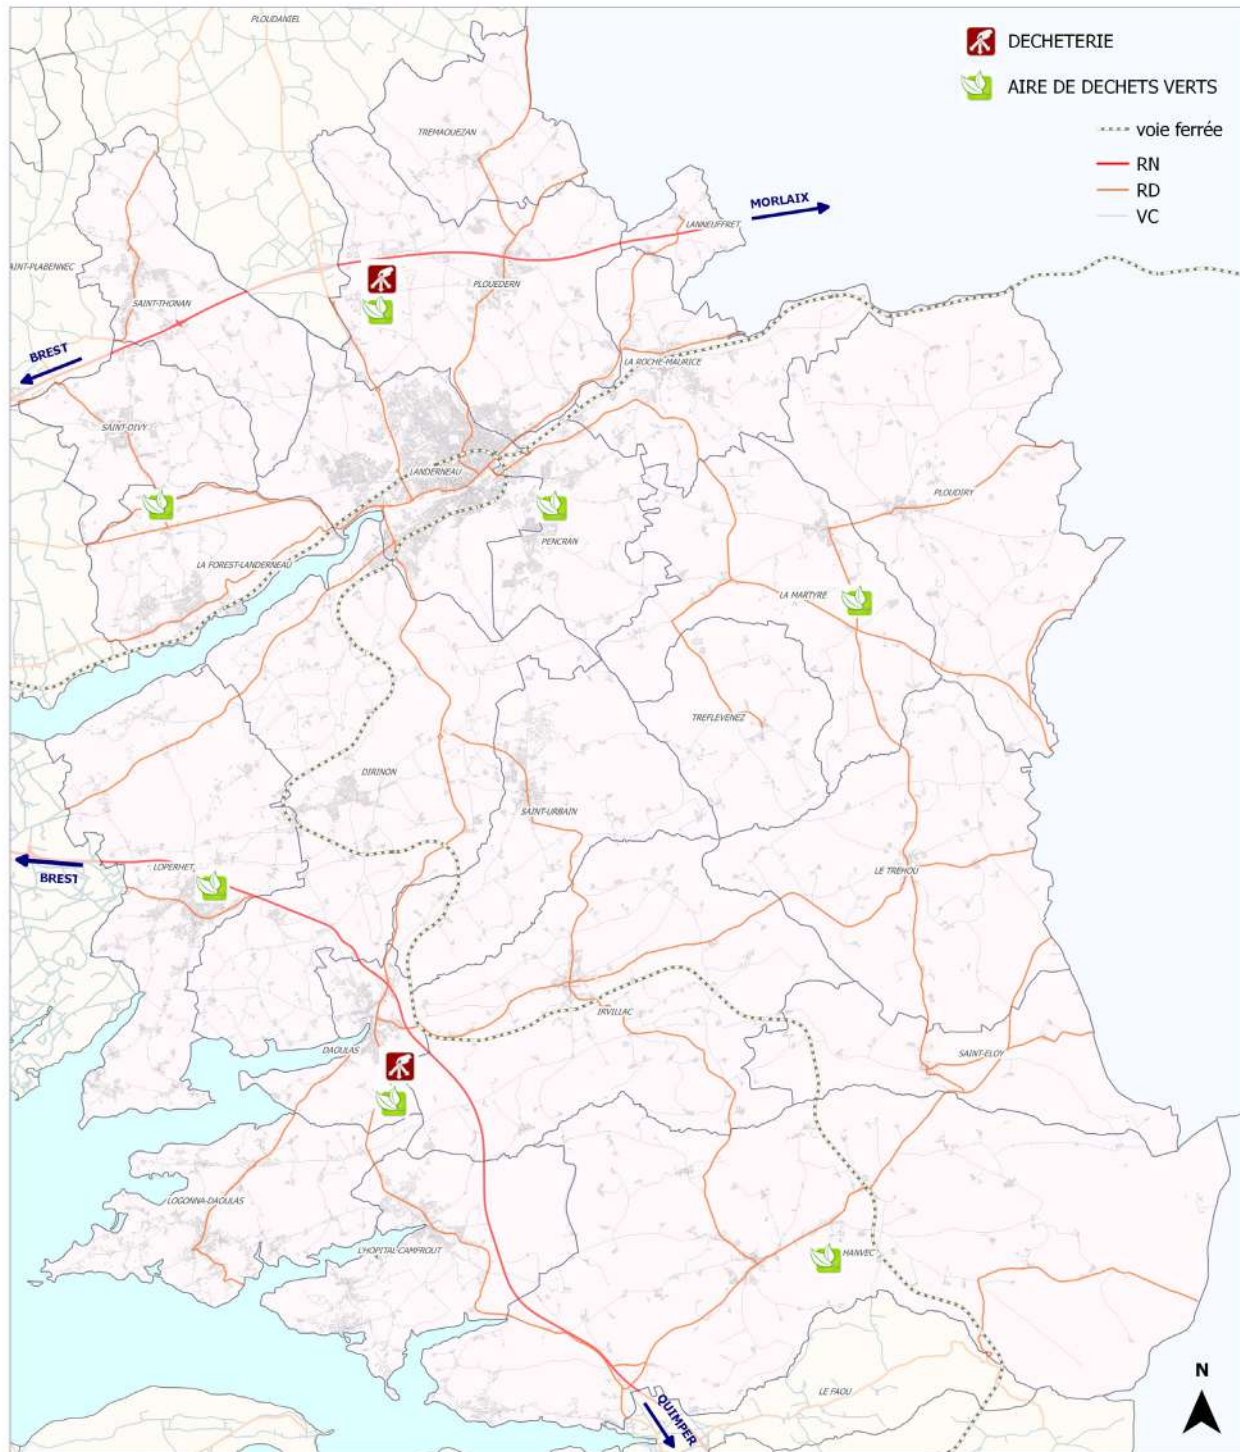 PLOUDANIEL
DECHETERIE
AIRE DE DECHETS VERTS
voie ferrée
RN
RD
VC
TREMAOUEZAN
MORLAIX
LANNEUFFRET
AINT-PLABENNEC
PLOUEDERN
SAINT-THONAN
BREST
LA ROCHE-MAURICE
SAINT-DIVY
LANDERNEAU
PLOUDIRY
PENCRAN
LA FOREST-LANDERNEAU
LA MARTYRE
TREFLEVENEZ
DIRINON
SAINT-URBAIN
LOPERHET
BREST
LE TREHOU
IRVILLAC
DAOULAS
SAINT-ELOY
LOGONNA-DAOULAS
L'HOPITAL-CAMFROUT
HANVEC
N
LE FAOU
QUIMPER